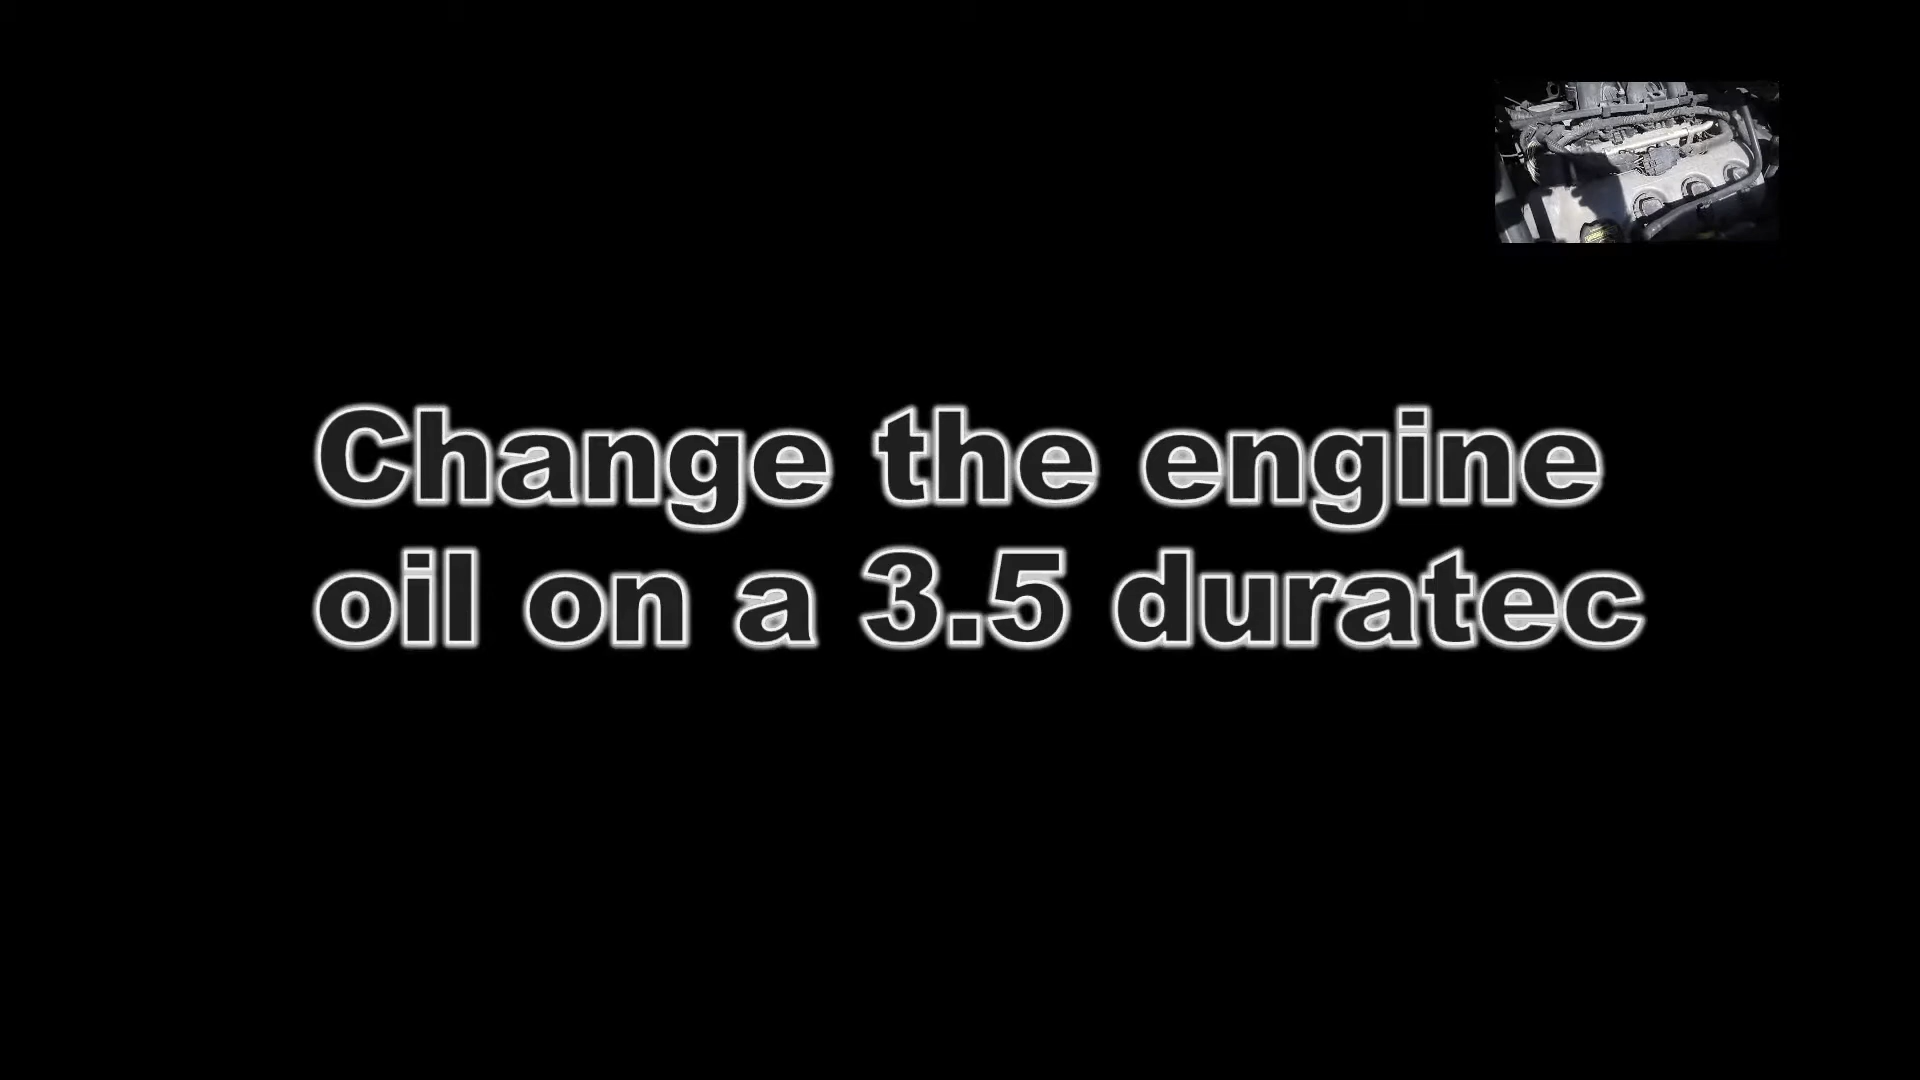 Change the engine
oil on a 3.5 duratec